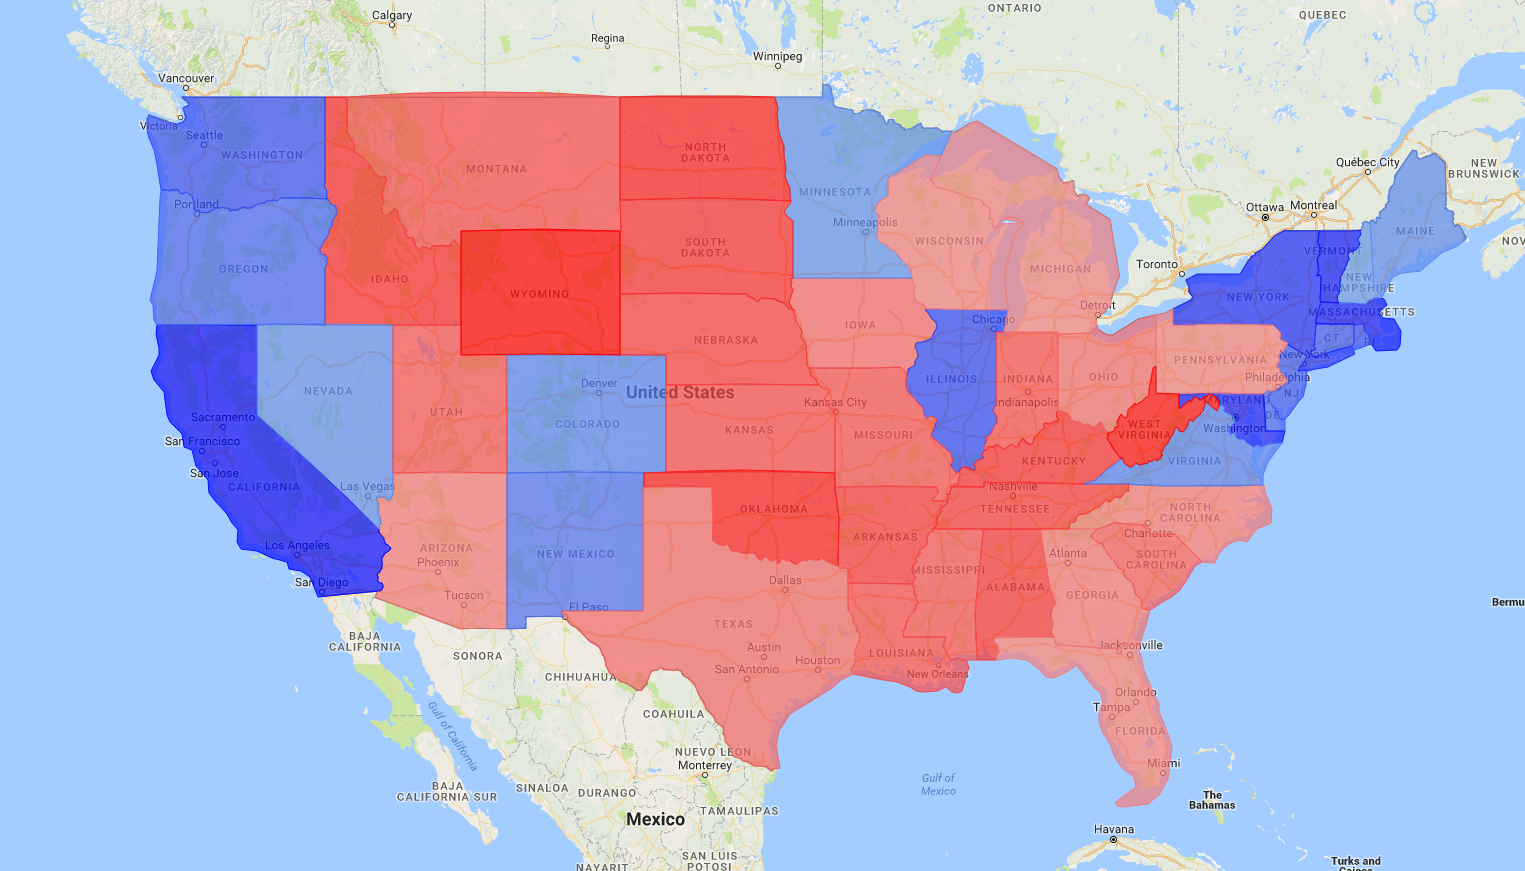 ONTARIO
QUEBEC
Calgary
Regina
Winnipeg
Vancouver
Victoria
Seattle
WASHINGTON
NORTH
DAKOTA
MONTANA
MINNESOTA
Minneapolis
Québec City
NEW
BRUNSWICK
Ottawa
Montreal
MAINE
NOV
Portland
OREGON
IDAHO
WYOMING
SOUTH
DAKOTA
WISCONSIN
MICHIGAN
Toronto
VERMONT
NEW
HAMPSHIRE
NEW YORK
MASSACHUSETTS
Detroit
Chicago
IOWA
NEBRASKA
CT
RI
New York
PENNSYLVANIA
Philadelphia
NJ
NEVADA
UTAH
Denver
COLORADO
United States
ILLINOIS
INDIANA
Indianapolis
OHIO
MARYLAND
DE
Washington
Sacramento
San Francisco
San Jose
CALIFORNIA
Las Vegas
KANSAS
Kansas City
MISSOURI
WEST
VIRGINIA
VIRGINIA
KENTUCKY
Nashville
TENNESSEE
NORTH
CAROLINA
Charlotte
Los Angeles
San Diego
ARIZONA
Phoenix
Tucson
NEW MEXICO
OKLAHOMA
ARKANSAS
MISSISSIPPI
ALABAMA
Atlanta
GEORGIA
SOUTH
CAROLINA
El Paso
Dallas
TEXAS
Austin
San Antonio
Houston
LOUISIANA
New Orleans
Jacksonville
Bermu
BAJA
CALIFORNIA
SONORA
CHIHUAHUA
COAHUILA
Orlando
Tampa
FLORIDA
Miami
Gulf of California
NUEVO LEON
Monterrey
BAJA
CALIFORNIA SUR
SINALOA
DURANGO
TAMAULIPAS
Gulf of
Mexico
The
Bahamas
Mexico
Havana
NAYARIT
SAN LUIS
POTOSI
Turks and
Caicos